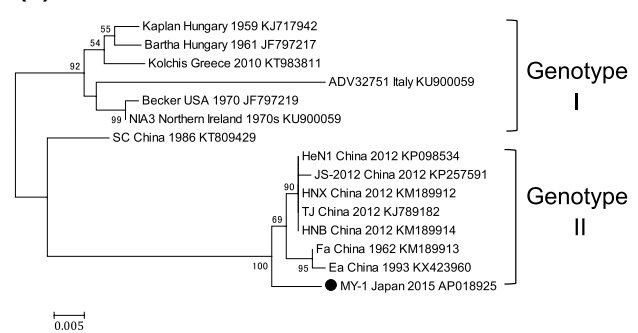 Kaplan Hungary 1959 KJ717942
Bartha Hungary 1961 JF797217
Kolchis Greece 2010 KT983811
ADV32751 Italy KU900059
Becker USA 1970 JF797219
NIA3 Northern Ireland 1970s KU900059
SC China 1986 KT809429
HeN1 China 2012 KP098534
JS-2012 China 2012 KP257591
HNX China 2012 KM189912
TJ China 2012 KJ789182
HNB China 2012 KM189914
Fa China 1962 KM189913
Ea China 1993 KX423960
MY-1 Japan 2015 AP018925
55
54
92
99
90
69
95
100
Genotype
I
Genotype
II
0.005